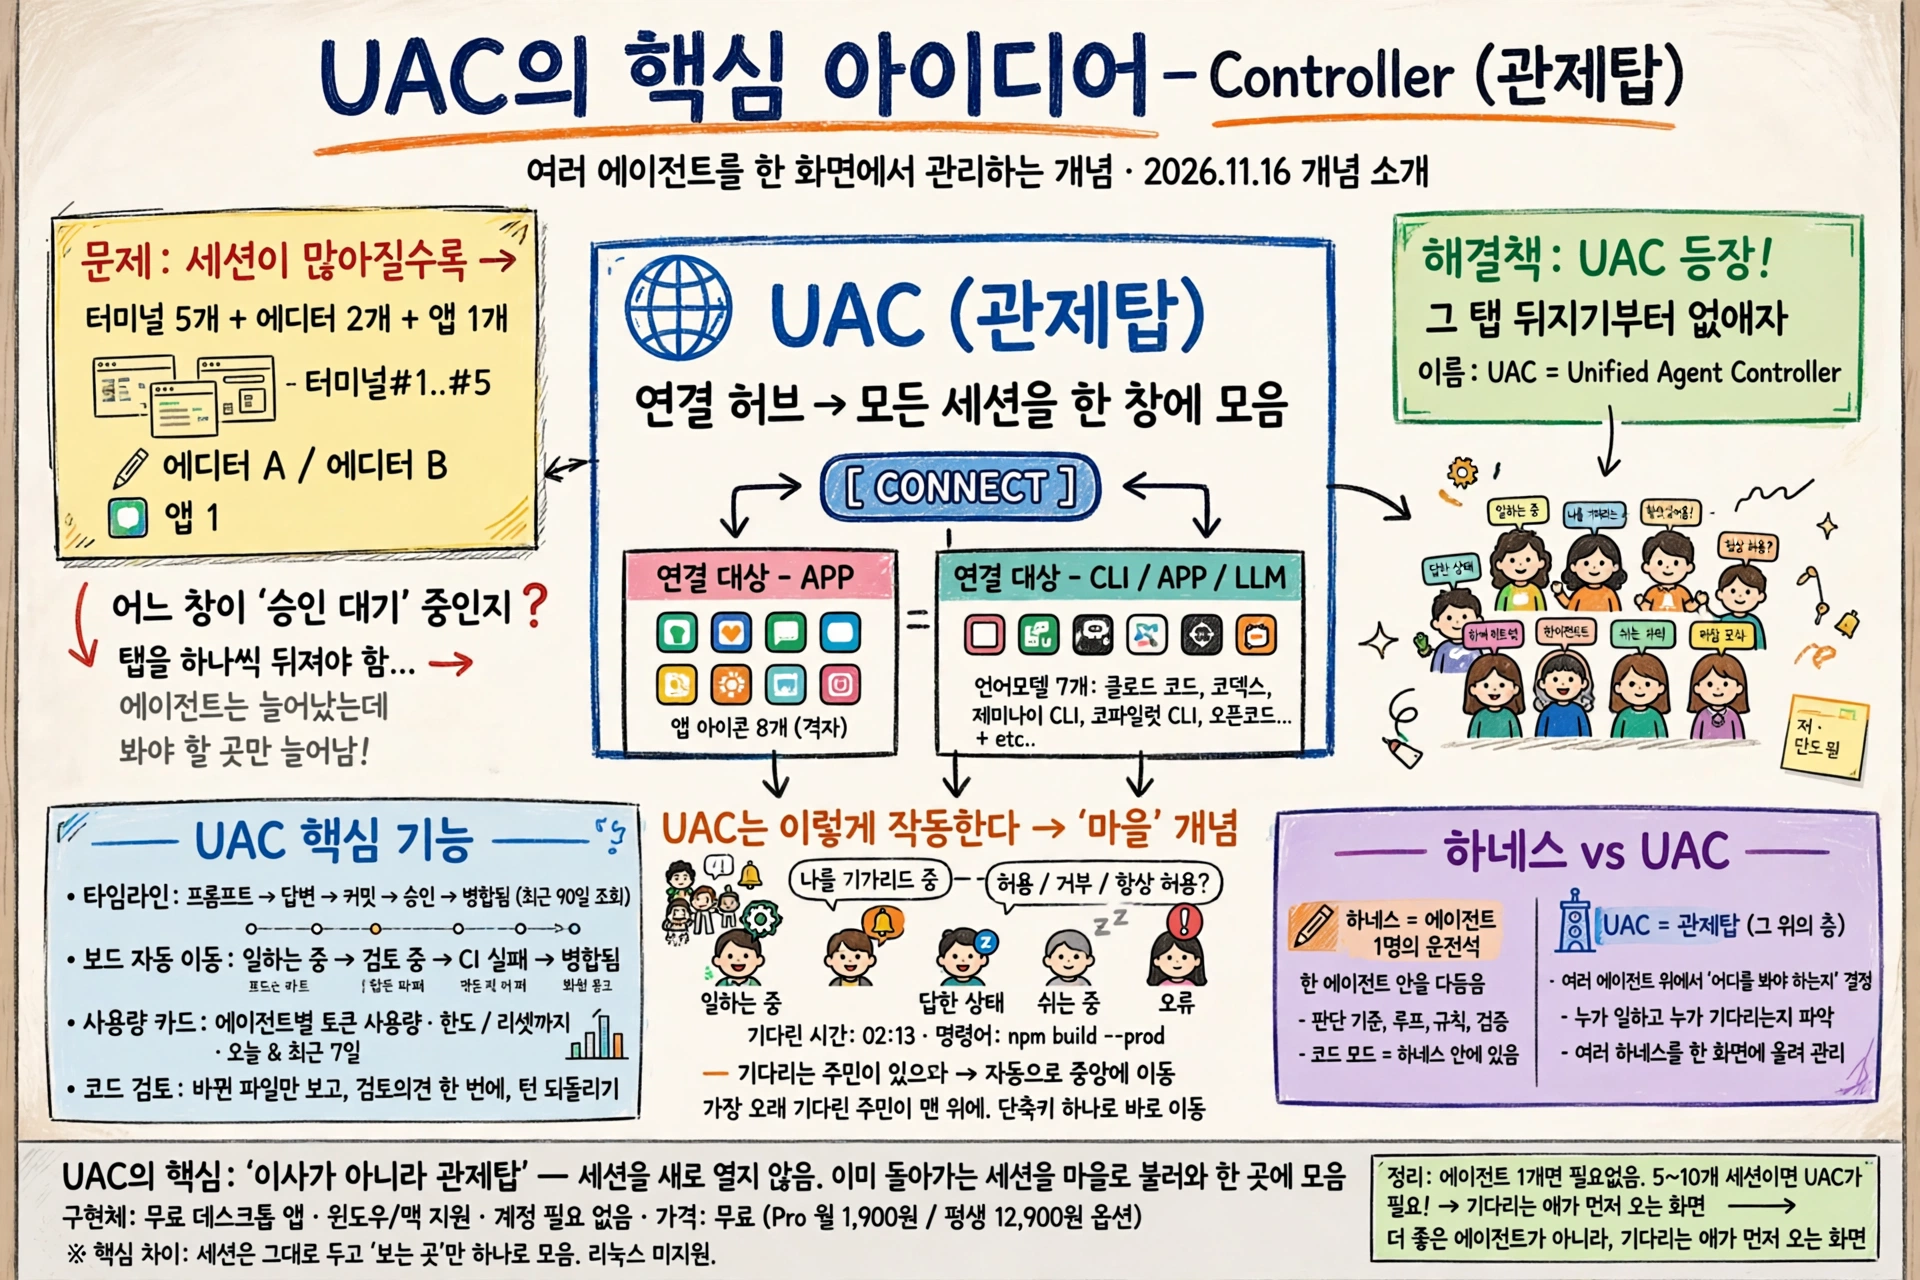 UAC의 핵심 아이디어 – Controller (관제탑)
여러 에이전트를 한 화면에서 관리하는 개념 · 2026.11.16 개념 소개
문제: 세션이 많아질수록 →
터미널 5개 + 에디터 2개 + 앱 1개
- 터미널#1..#5
에디터 A / 에디터 B
앱 1
어느 창이 ‘승인 대기’ 중인지?
탭을 하나씩 뒤져야 함... →
에이전트는 늘어났는데
봐야 할 곳만 늘어남!
UAC (관제탑)
연결 허브 → 모든 세션을 한 창에 모음
[ CONNECT ]
연결 대상 - APP
앱 아이콘 8개 (격자)
=
연결 대상 - CLI / APP / LLM
언어모델 7개: 클로드 코드, 코덱스,
제미나이 CLI, 코파일럿 CLI, 오픈코드...
+ etc..
해결책: UAC 등장!
그 탭 뒤지기부터 없애자
이름: UAC = Unified Agent Controller
일하는 중
답한 상태
항상 허용?
쉬는
저·
UAC 핵심 기능
• 타임라인: 프롬프트 → 답변 → 커밋 → 승인 → 병합됨 (최근 90일 조회)
• 보드 자동 이동: 일하는 중 → 검토 중 → CI 실패 → 병합됨
• 사용량 카드: 에이전트별 토큰 사용량 · 한도 / 리셋까지
· 오늘 & 최근 7일
• 코드 검토: 바뀐 파일만 보고, 검토의견 한 번에, 턴 되돌리기
UAC는 이렇게 작동한다 → ‘마을’ 개념
나를 기가리드 중
허용 / 거부 / 항상 허용?
z z
z
일하는 중
답한 상태
쉬는 중
오류
기다린 시간: 02:13 · 명령어: npm build --prod
— 기다리는 주민이 있으면 → 자동으로 중앙에 이동
가장 오래 기다린 주민이 맨 위에. 단축키 하나로 바로 이동
하네스 vs UAC
하네스 = 에이전트
1명의 운전석
한 에이전트 안을 다듬음
- 판단 기준, 루프, 규칙, 검증
- 코드 모드 = 하네스 안에 있음
UAC = 관제탑 (그 위의 층)
· 여러 에이전트 위에서 ‘어디를 봐야 하는지’ 결정
- 누가 일하고 누가 기다리는지 파악
- 여러 하네스를 한 화면에 올려 관리
UAC의 핵심: ‘이사가 아니라 관제탑’ — 세션을 새로 열지 않음. 이미 돌아가는 세션을 마을로 불러와 한 곳에 모음
구현체: 무료 데스크톱 앱 · 윈도우/맥 지원 · 계정 필요 없음 · 가격: 무료 (Pro 월 1,900원 / 평생 12,900원 옵션)
※ 핵심 차이: 세션은 그대로 두고 ‘보는 곳’만 하나로 모음. 리눅스 미지원.
정리: 에이전트 1개면 필요없음. 5~10개 세션이면 UAC가
필요! → 기다리는 애가 먼저 오는 화면
더 좋은 에이전트가 아니라, 기다리는 애가 먼저 오는 화면